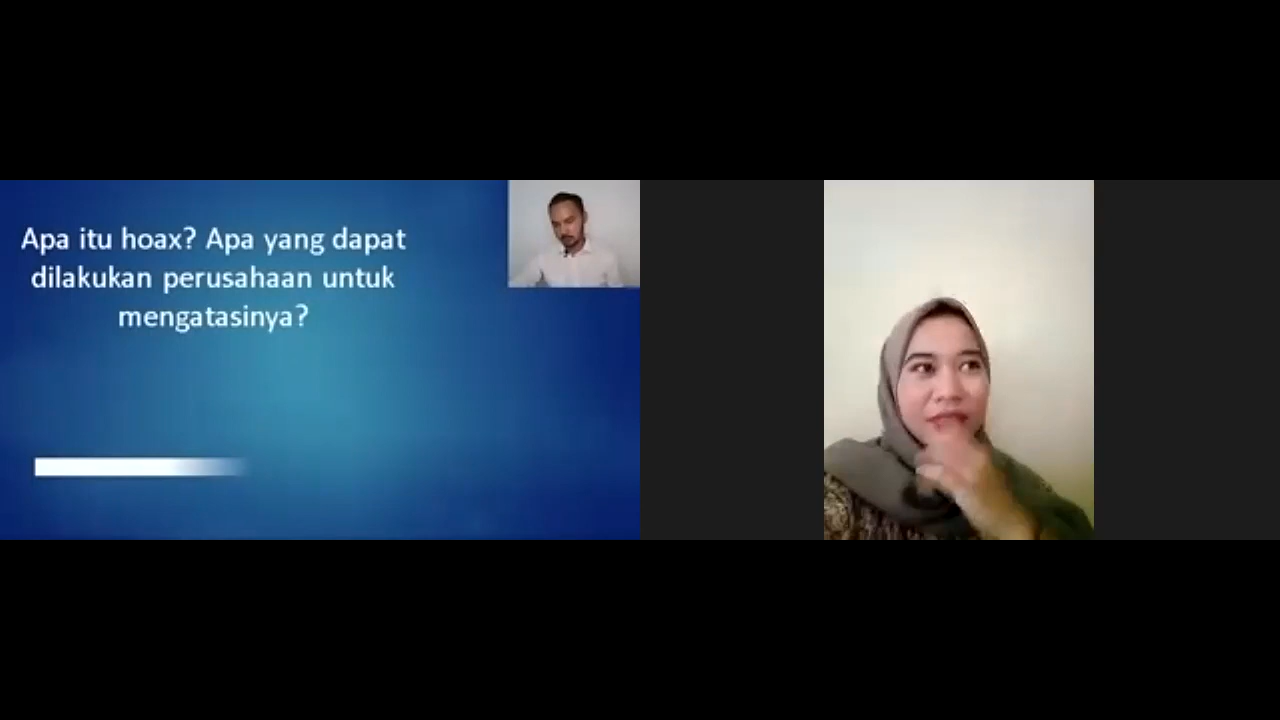 Apa itu hoax? Apa yang dapat
dilakukan perusahaan untuk
mengatasinya?